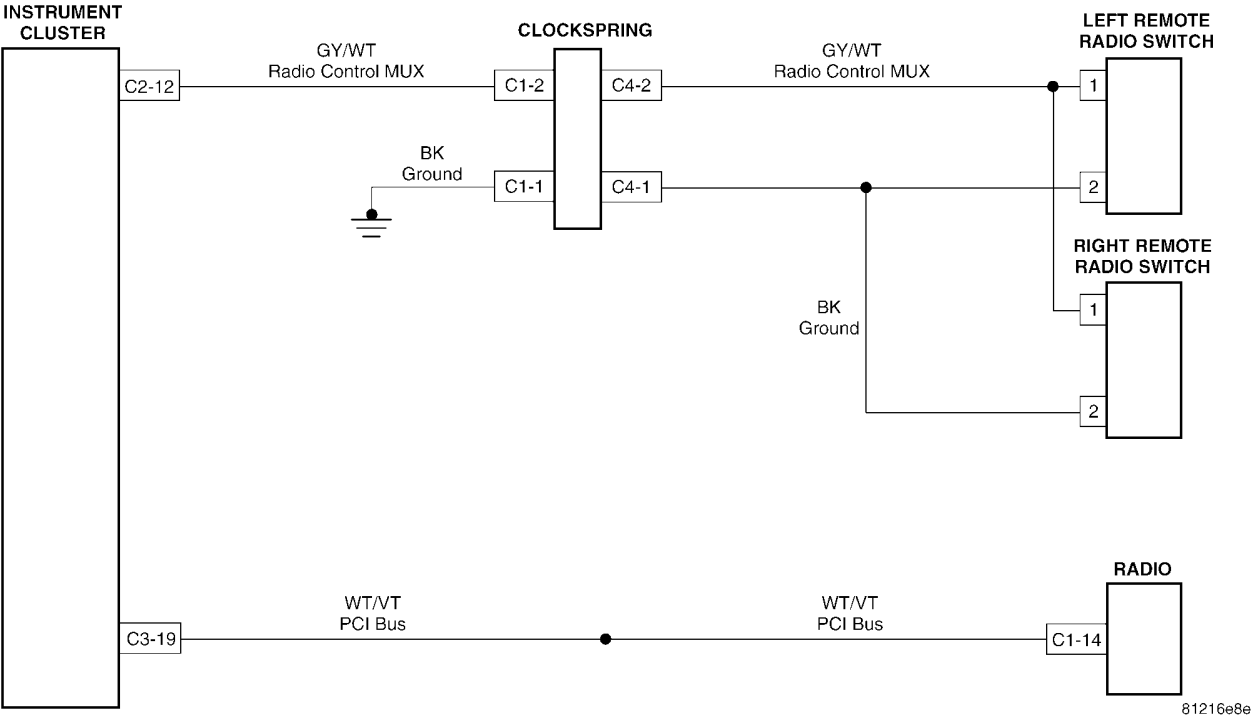 INSTRUMENT
CLUSTER
C2-12
GY/WT
Radio Control MUX
CLOCKSPRING
C1-2
C4-2
GY/WT
Radio Control MUX
LEFT REMOTE
RADIO SWITCH
1
BK
Ground
C1-1
C4-1
2
RIGHT REMOTE
RADIO SWITCH
BK
Ground
1
2
RADIO
C3-19
WT/VT
PCI Bus
WT/VT
PCI Bus
C1-14
81216e8e